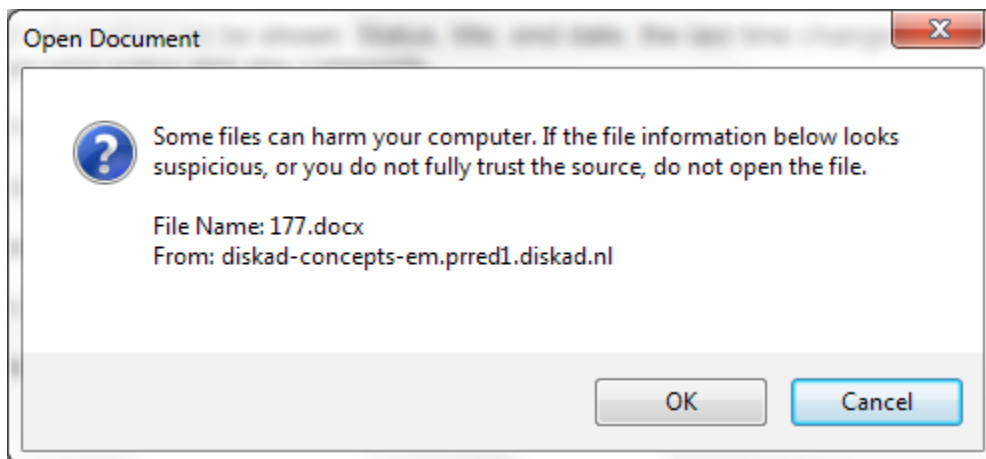 Open Document
Some files can harm your computer. If the file information below looks
suspicious, or you do not fully trust the source, do not open the file.
File Name: 177.docx
From: diskad-concepts-em.prred1.diskad.nl
OK
Cancel